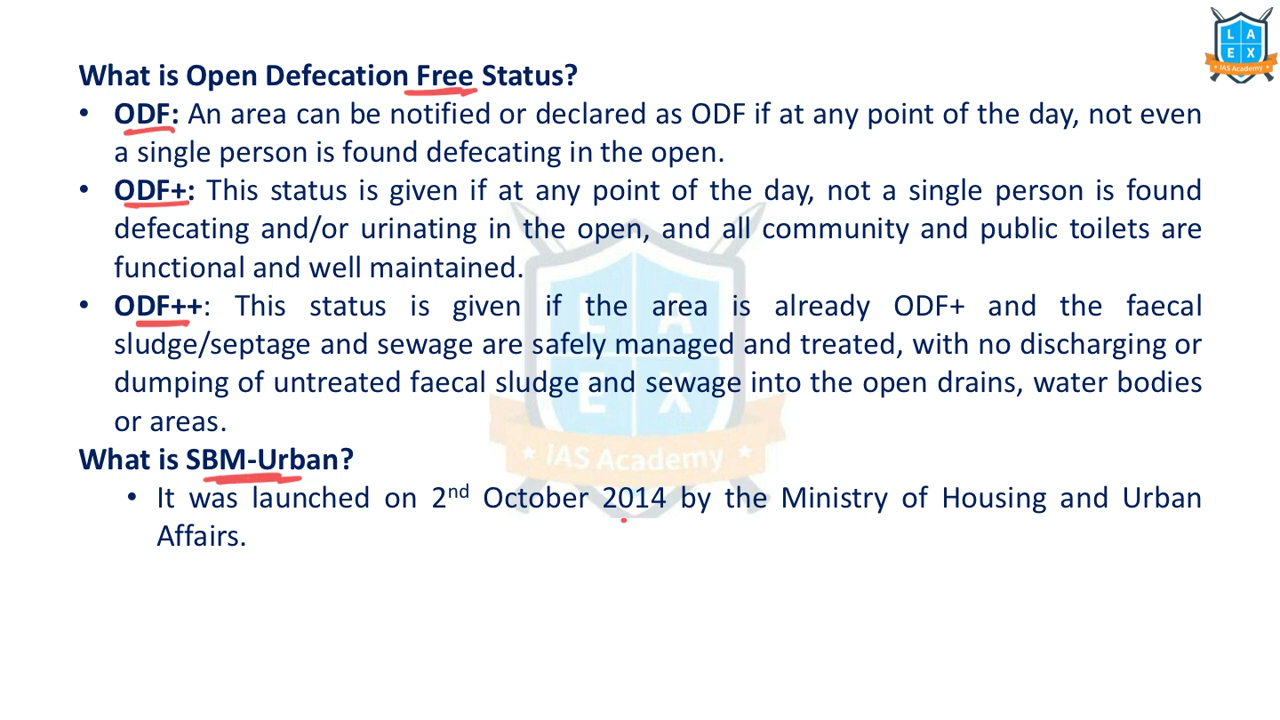 L A
E X
IAS Academy
What is Open Defecation Free Status?
• ODF: An area can be notified or declared as ODF if at any point of the day, not even
a single person is found defecating in the open.
• ODF+: This status is given if at any point of the day, not a single person is found
defecating and/or urinating in the open, and all community and public toilets are
functional and well maintained.
• ODF++: This status is given if the area is already ODF+ and the faecal
sludge/septage and sewage are safely managed and treated, with no discharging or
dumping of untreated faecal sludge and sewage into the open drains, water bodies
or areas.
What is SBM-Urban?
• It was launched on 2nd October 2014 by the Ministry of Housing and Urban
Affairs.
L A
E X
IAS Academy